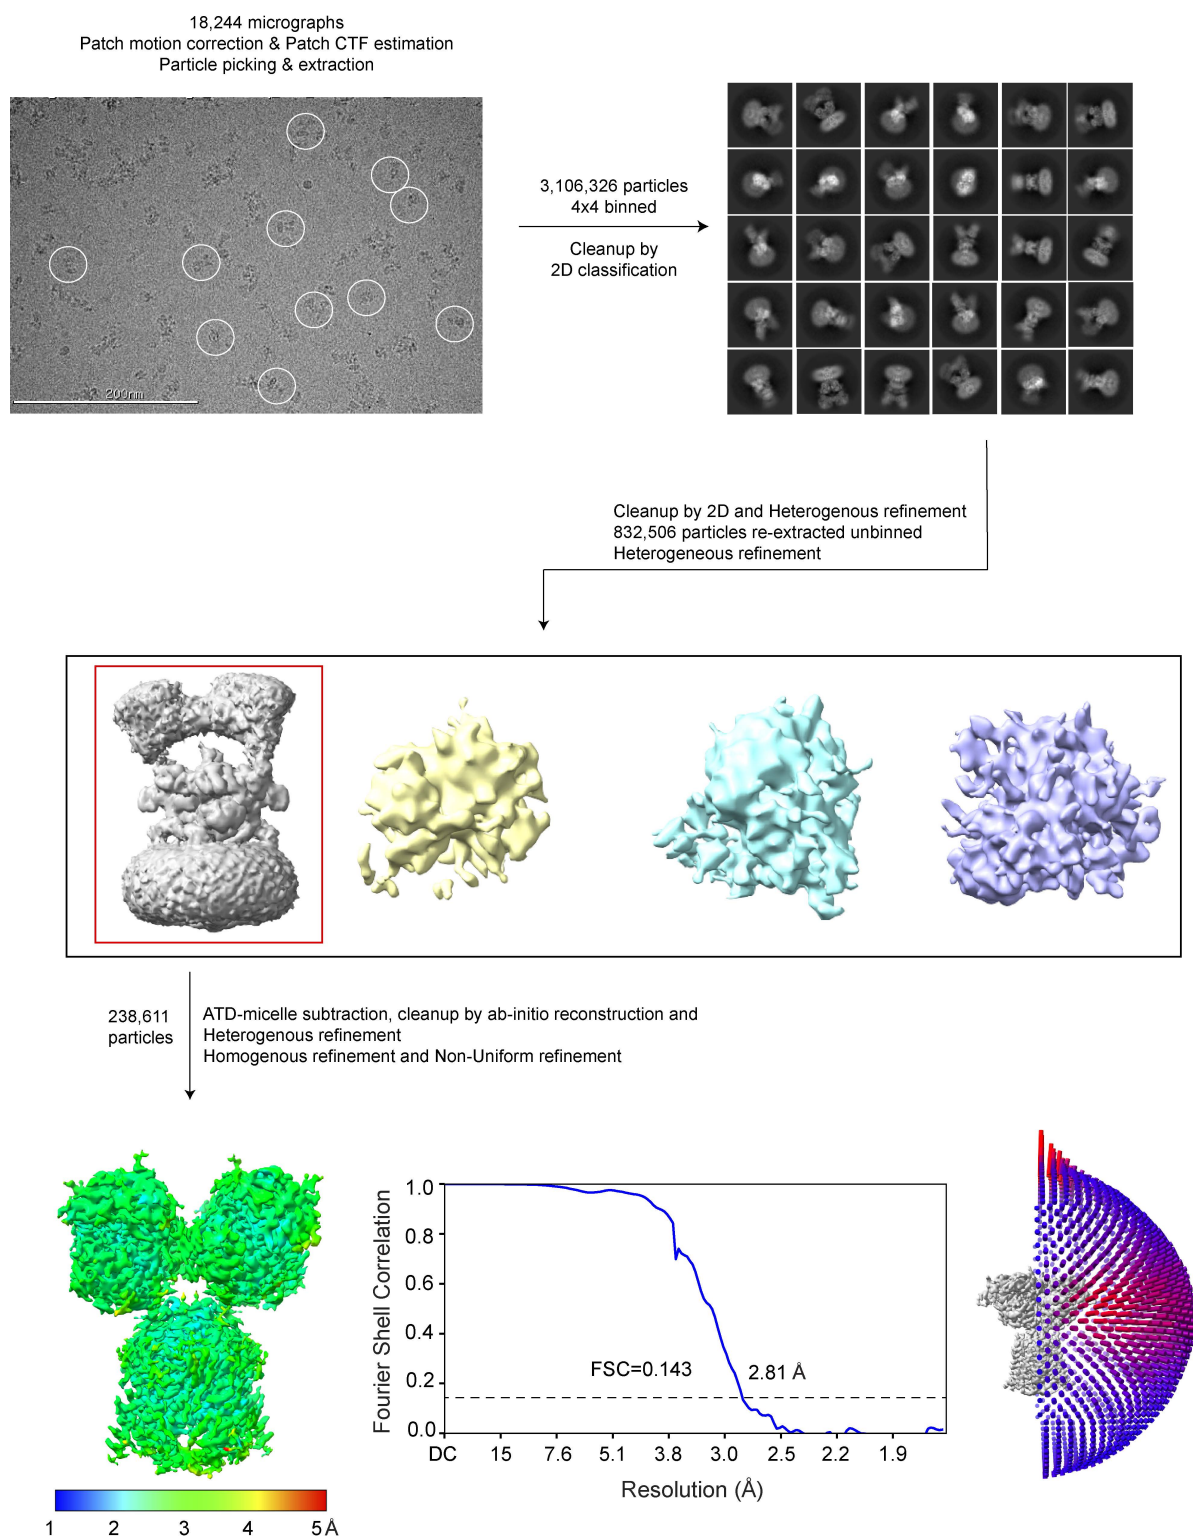 18,244 micrographs
Patch motion correction & Patch CTF estimation
Particle picking & extraction
200nm
3,106,326 particles
4x4 binned
Cleanup by
2D classification
Cleanup by 2D and Heterogenous refinement
832,506 particles re-extracted unbinned
Heterogeneous refinement
238,611
particles
ATD-micelle subtraction, cleanup by ab-initio reconstruction and
Heterogenous refinement
Homogenous refinement and Non-Uniform refinement
1 2 3 4 5 Å
Fourier Shell Correlation
1.0
0.8
0.6
0.4
0.2
0.0
FSC=0.143
2.81 Å
DC 15 7.6 5.1 3.8 3.0 2.5 2.2 1.9
Resolution (Å)